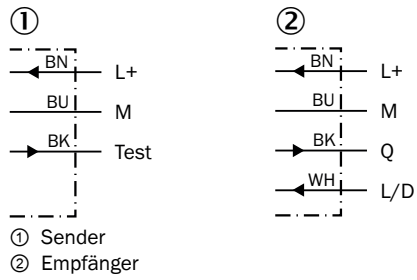 ①
BN L+
BU M
BK Test
②
BN L+
BU M
BK Q
WH L/D
① Sender
② Empfänger